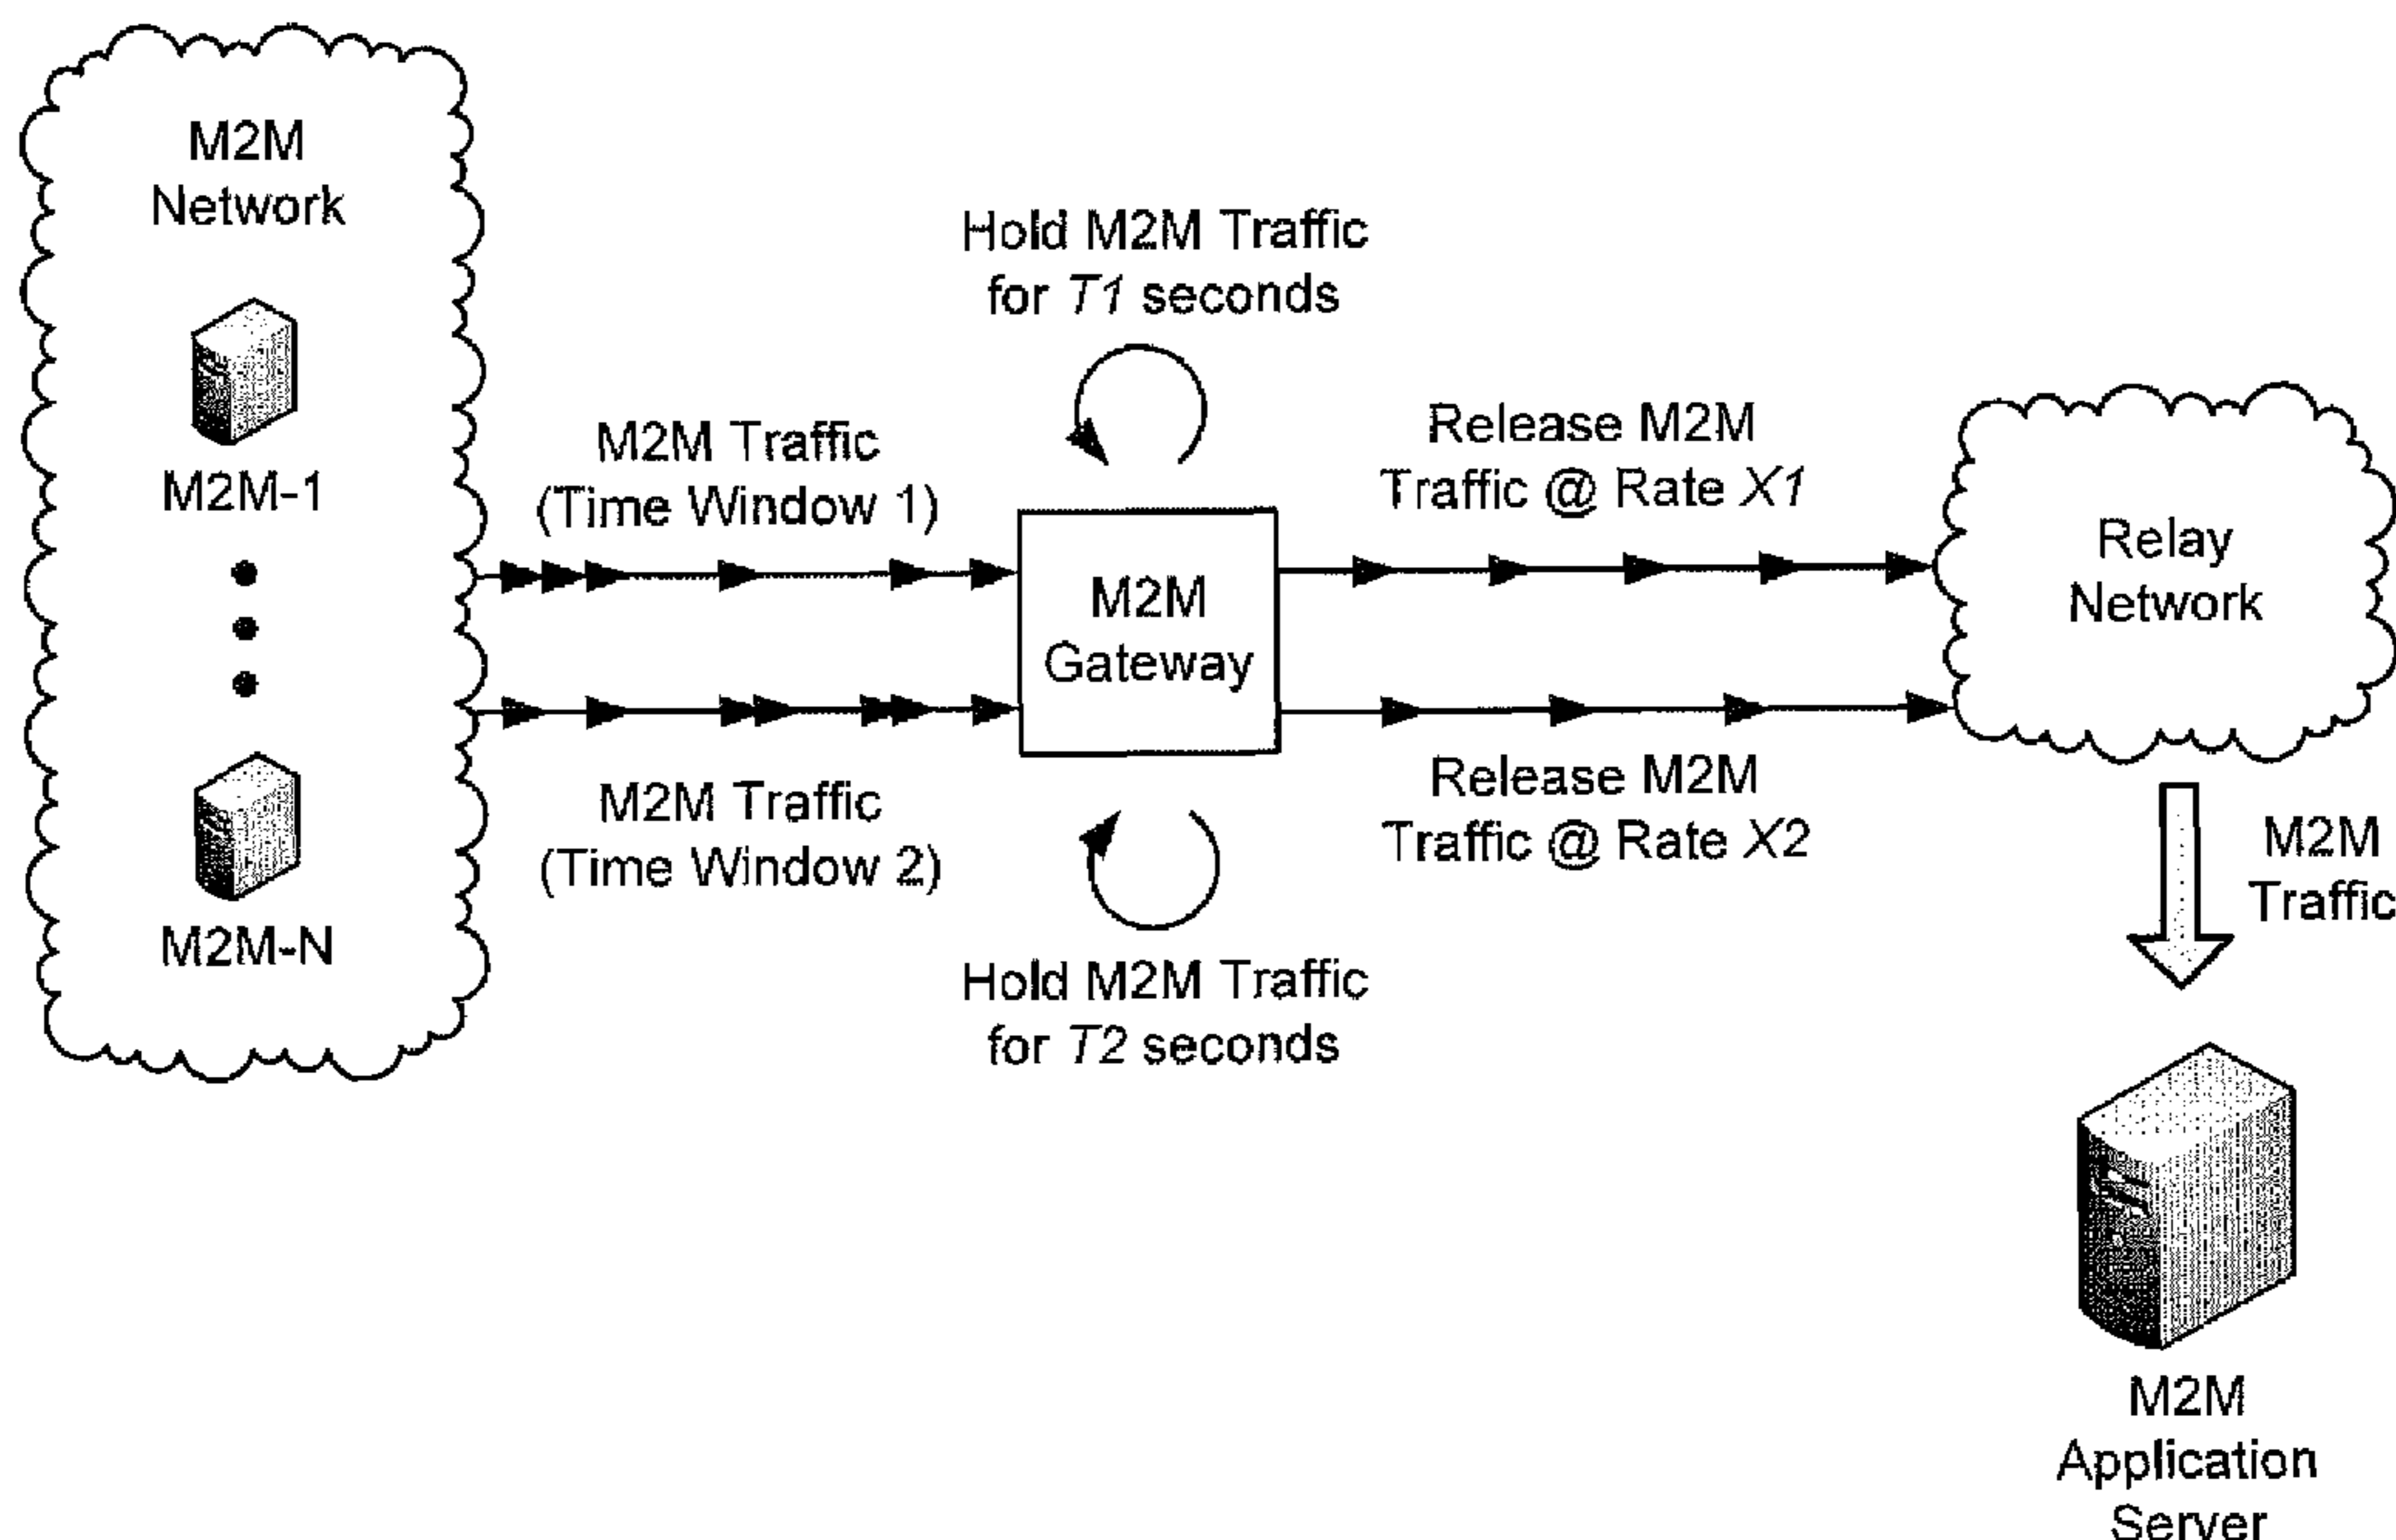 M2M
Network
M2M-1
M2M-N
M2M Traffic
(Time Window 1)
M2M Traffic
(Time Window 2)
Hold M2M Traffic
for T1 seconds
M2M
Gateway
Hold M2M Traffic
for T2 seconds
Release M2M
Traffic @ Rate X1
Release M2M
Traffic @ Rate X2
Relay
Network
M2M
Traffic
M2M
Application
Server